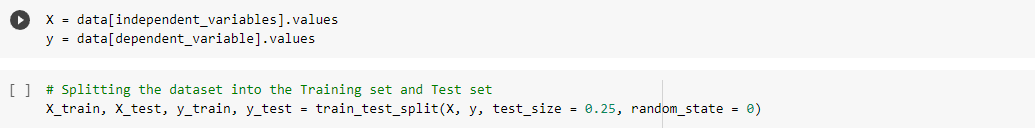 X = data[independent_variables].values
y = data[dependent_variable].values
[ ] # Splitting the dataset into the Training set and Test set
X_train, X_test, y_train, y_test = train_test_split(X, y, test_size = 0.25, random_state = 0)